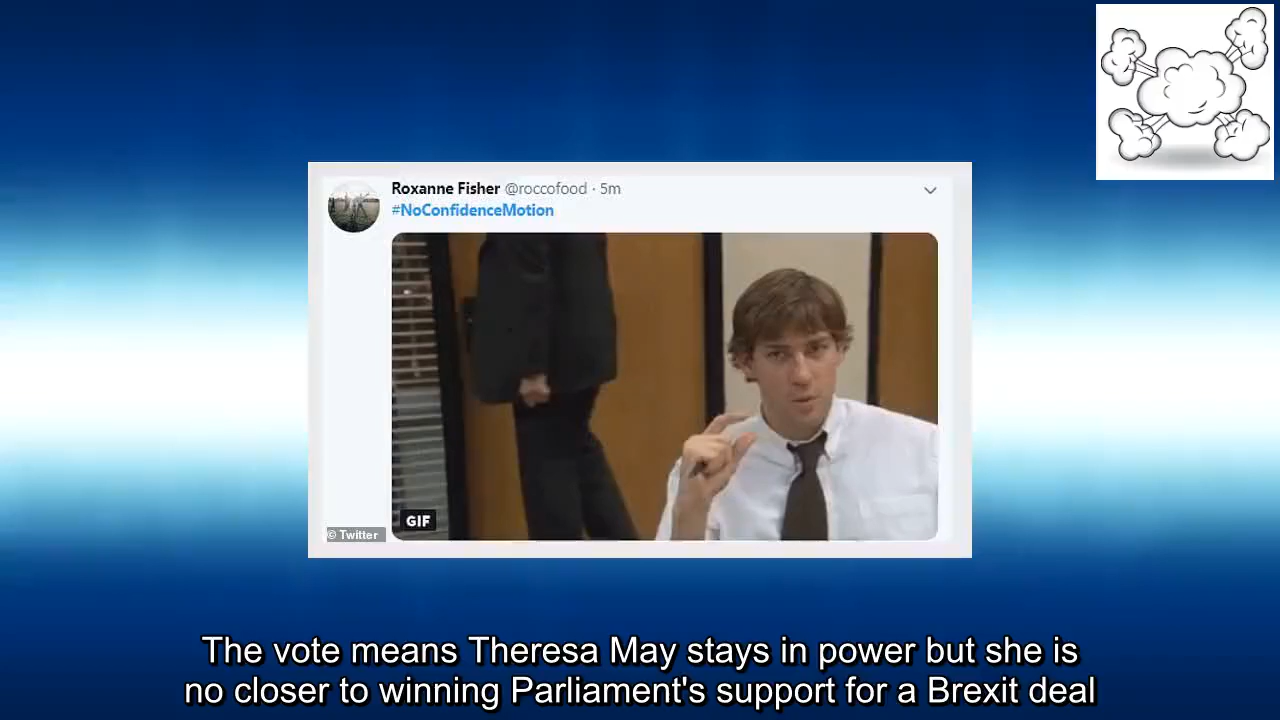 Roxanne Fisher @roccofood · 5m
#NoConfidenceMotion
GIF
© Twitter
The vote means Theresa May stays in power but she is
no closer to winning Parliament's support for a Brexit deal